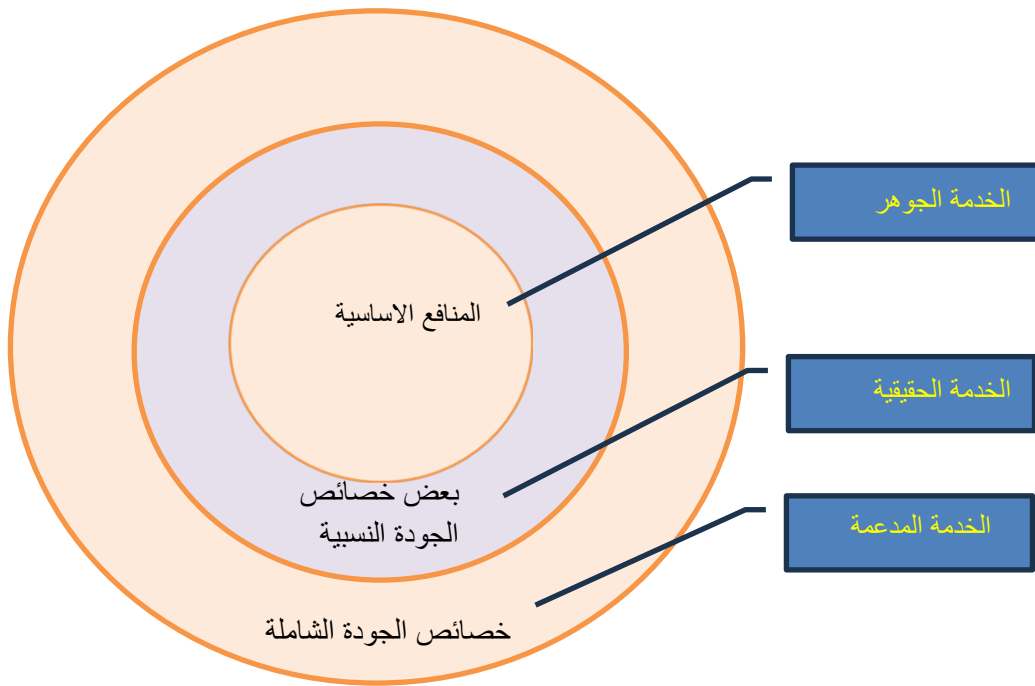 الخدمة الجوهر
المنافع الاساسية
الخدمة الحقيقية
بعض خصائص
الجودة النسبية
الخدمة المدعمة
خصائص الجودة الشاملة